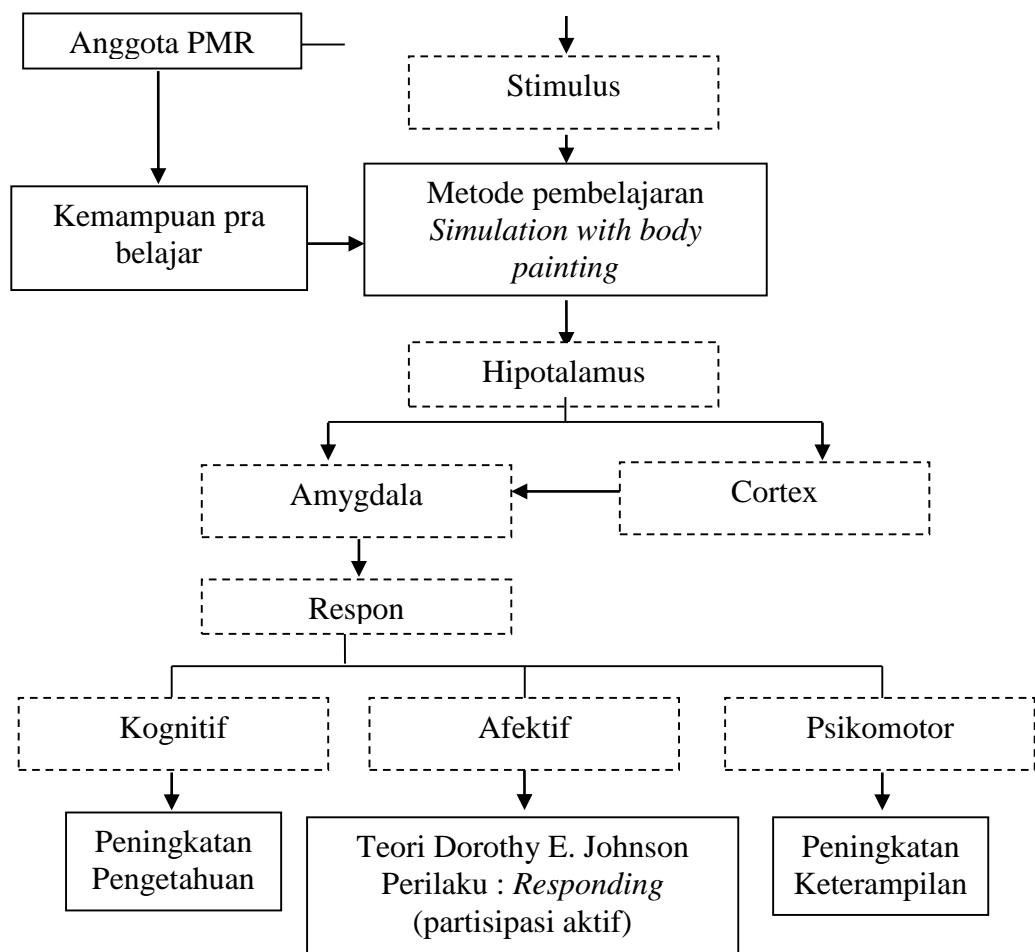 Anggota PMR
Stimulus
Kemampuan pra
belajar
Metode pembelajaran
Simulation with body
painting
Hipotalamus
Amygdala
Cortex
Respon
Kognitif
Afektif
Psikomotor
Peningkatan
Pengetahuan
Teori Dorothy E. Johnson
Perilaku : Responding
(partisipasi aktif)
Peningkatan
Keterampilan